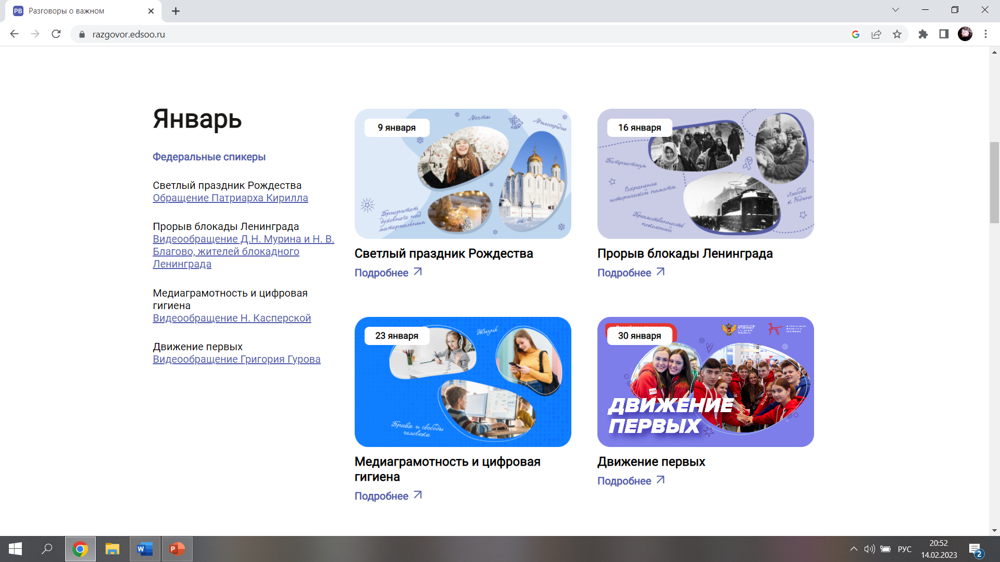 Разговоры о важном
razgovor.edsoo.ru
Январь
Федеральные спикеры
Светлый праздник Рождества
Обращение Патриарха Кирилла
Прорыв блокады Ленинграда
Видеообращение Д.Н. Мурина и Н. В.
Благово, жителей блокадного
Ленинграда
Медиаграмотность и цифровая
гигиена
Видеообращение Н. Касперской
Движение первых
Видеообращение Григория Гурова
9 января
Мечты
Милосердие
Приоритет
духовного над
материальным
Светлый праздник Рождества
Подробнее
16 января
Патриотизм
Сохранение
исторической памяти
Любовь
к Родине
Преемственность
поколений
Прорыв блокады Ленинграда
Подробнее
23 января
Жизнь
Права и свободы
человека
Медиаграмотность и цифровая
гигиена
Подробнее
30 января
ДВИЖЕНИЕ
ПЕРВЫХ
Движение первых
Подробнее
РУС
20:52
14.02.2023
2